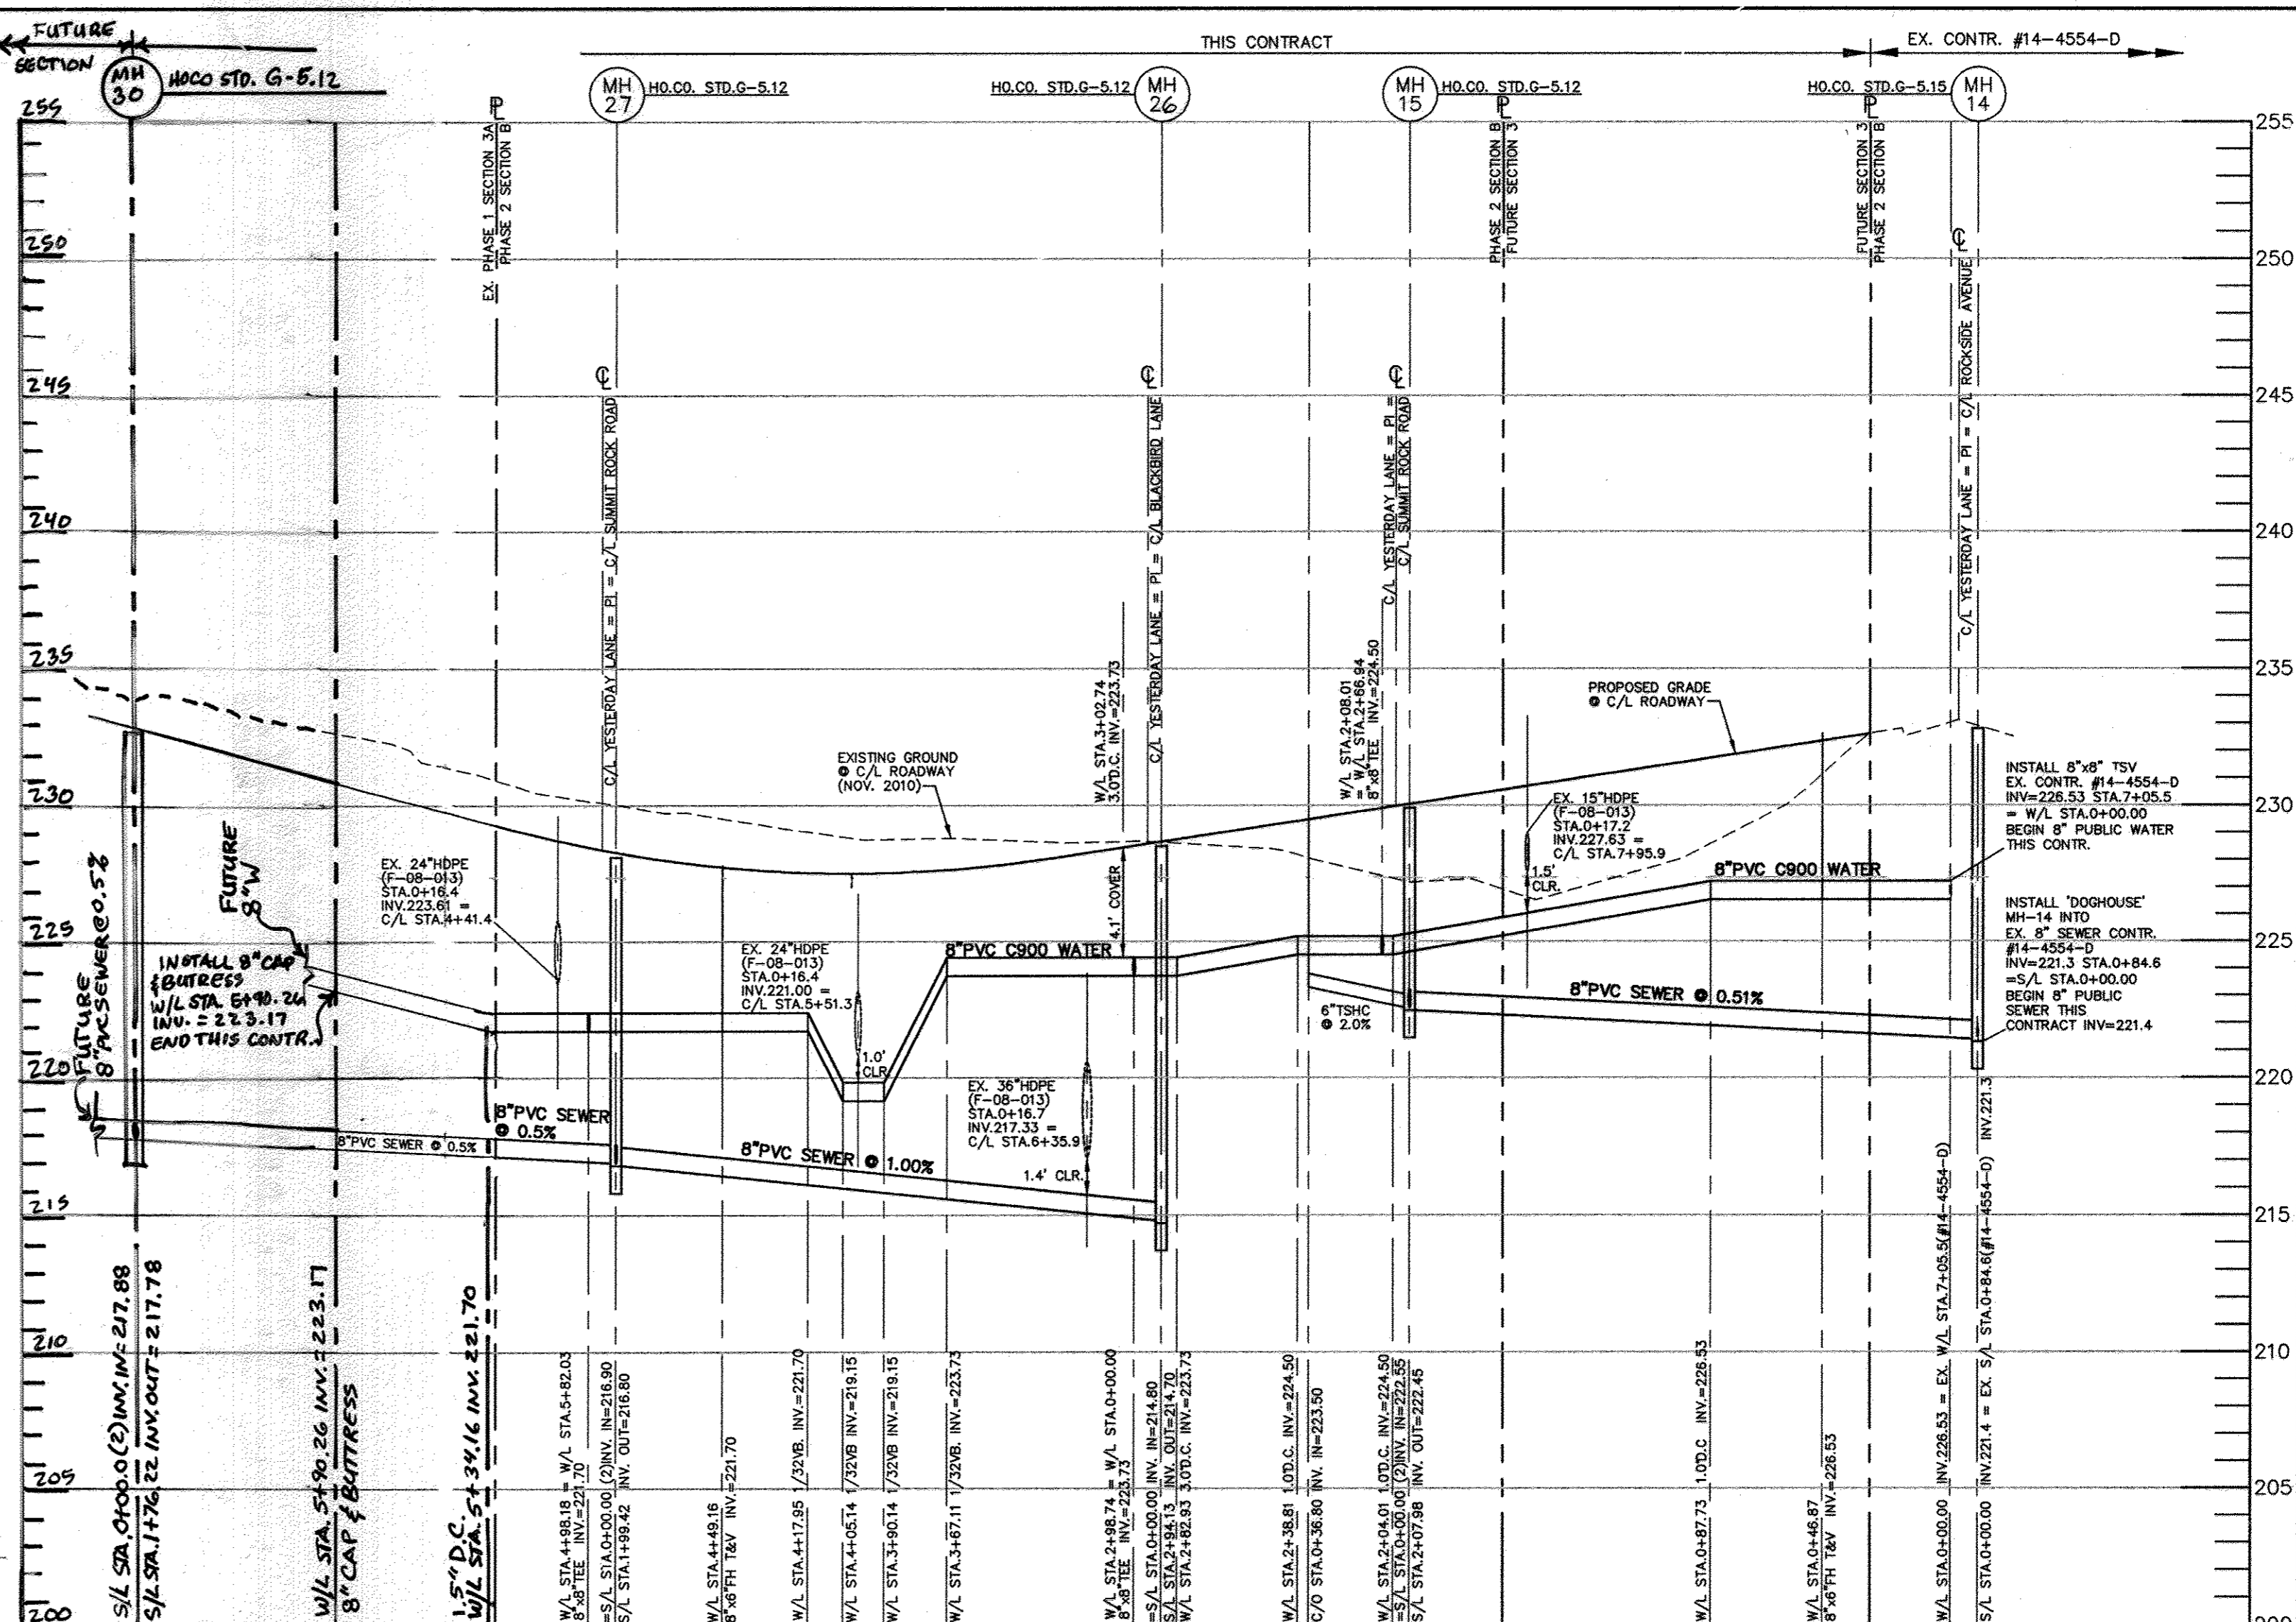 FUTURE
SECTION
MH
30
HOCO STD. G-5.12
THIS CONTRACT
EX. CONTR. #14-4554-D
MH
27
HO.CO. STD.G-5.12
HO.CO. STD.G-5.12
MH
26
MH
15
HO.CO. STD.G-5.12
HO.CO. STD.G-5.15
MH
14
255
250
245
240
235
230
225
220
215
210
205
200
255
250
245
240
235
230
225
220
215
210
205
EX. PHASE 1 SECTION 3A
PHASE 2 SECTION B
PHASE 2 SECTION B
FUTURE SECTION 3
FUTURE SECTION 3
PHASE 2 SECTION B
C/L YESTERDAY LANE = PI = C/L SUMMIT ROCK ROAD
C/L YESTERDAY LANE = PI = C/L BLACKBIRD LANE
C/L YESTERDAY LANE = PI =
C/L SUMMIT ROCK ROAD
C/L YESTERDAY LANE = PI = C/L ROCKSIDE AVENUE
W/L STA.3+02.74
3.0'D.C. INV.=223.73
W/L STA.2+08.01
= W/L STA.2+66.94
8"x8"TEE INV.=224.50
PROPOSED GRADE
@ C/L ROADWAY
EXISTING GROUND
@ C/L ROADWAY
(NOV. 2010)
EX. 15"HDPE
(F-08-013)
STA.0+17.2
INV.227.63 =
C/L STA.7+95.9
1.5'
CLR.
INSTALL 8"x8" TSV
EX. CONTR. #14-4554-D
INV=226.53 STA.7+05.5
= W/L STA.0+00.00
BEGIN 8" PUBLIC WATER
THIS CONTR.
INSTALL 'DOGHOUSE'
MH-14 INTO
EX. 8" SEWER CONTR.
#14-4554-D
INV=221.3 STA.0+84.6
=S/L STA.0+00.00
BEGIN 8" PUBLIC
SEWER THIS
CONTRACT INV=221.4
FUTURE
8"PVC SEWER@0.5%
FUTURE
8"W
INSTALL 8"CAP
& BUTRESS
W/L STA. 5+90.26
INV. = 223.17
END THIS CONTR.
EX. 24"HDPE
(F-08-013)
STA.0+16.4
INV.223.61 =
C/L STA.4+41.4
EX. 24"HDPE
(F-08-013)
STA.0+16.4
INV.221.00 =
C/L STA.5+51.3
1.0'
CLR.
8"PVC C900 WATER
4.1' COVER
8"PVC C900 WATER
6"TSHC
@ 2.0%
8"PVC SEWER @ 0.51%
EX. 36"HDPE
(F-08-013)
STA.0+16.7
INV.217.33 =
C/L STA.6+35.9
1.4' CLR.
8"PVC SEWER
@ 0.5%
8"PVC SEWER @ 0.5%
8"PVC SEWER @ 1.00%
S/L STA.0+00.0(2)INV.IN=217.88
S/L STA.1+76.22 INV.OUT=217.78
W/L STA. 5+90.26 INV.=223.17
8"CAP & BUTTRESS
1.5"D.C.
W/L STA. 5+34.16 INV. 221.70
W/L STA.4+98.18 = W/L STA.5+82.03
8"x8"TEE INV.=221.70
=S/L STA.0+00.00 (2)INV. IN=216.90
S/L STA.1+99.42 INV. OUT=216.80
W/L STA.4+49.16
8"x6"FH T&V INV.=221.70
W/L STA.4+17.95 1/32VB. INV.=221.70
W/L STA.4+05.14 1/32VB INV.=219.15
W/L STA.3+90.14 1/32VB INV.=219.15
W/L STA.3+67.11 1/32VB. INV.=223.73
W/L STA.2+98.74 = W/L STA.0+00.00
8"x8"TEE INV.=223.73
=S/L STA.0+00.00 INV. IN=214.80
S/L STA.2+94.13 INV. OUT=214.70
W/L STA.2+82.93 3.0'D.C. INV.=223.73
W/L STA.2+38.81 1.0'D.C. INV.=224.50
C/O STA.0+36.80 INV. IN=223.50
W/L STA.2+04.01 1.0'D.C. INV.=224.50
=S/L STA.0+00.00 (2)INV. IN=222.55
S/L STA.2+07.98 INV. OUT=222.45
W/L STA.0+87.73 1.0'D.C INV.=226.53
W/L STA.0+46.87
8"x6"FH T&V INV.=226.53
W/L STA.0+00.00 INV.226.53 = EX. W/L STA.7+05.5(#14-4554-D)
S/L STA.0+00.00 INV.221.4 = EX. S/L STA.0+84.6(#14-4554-D) INV.221.3